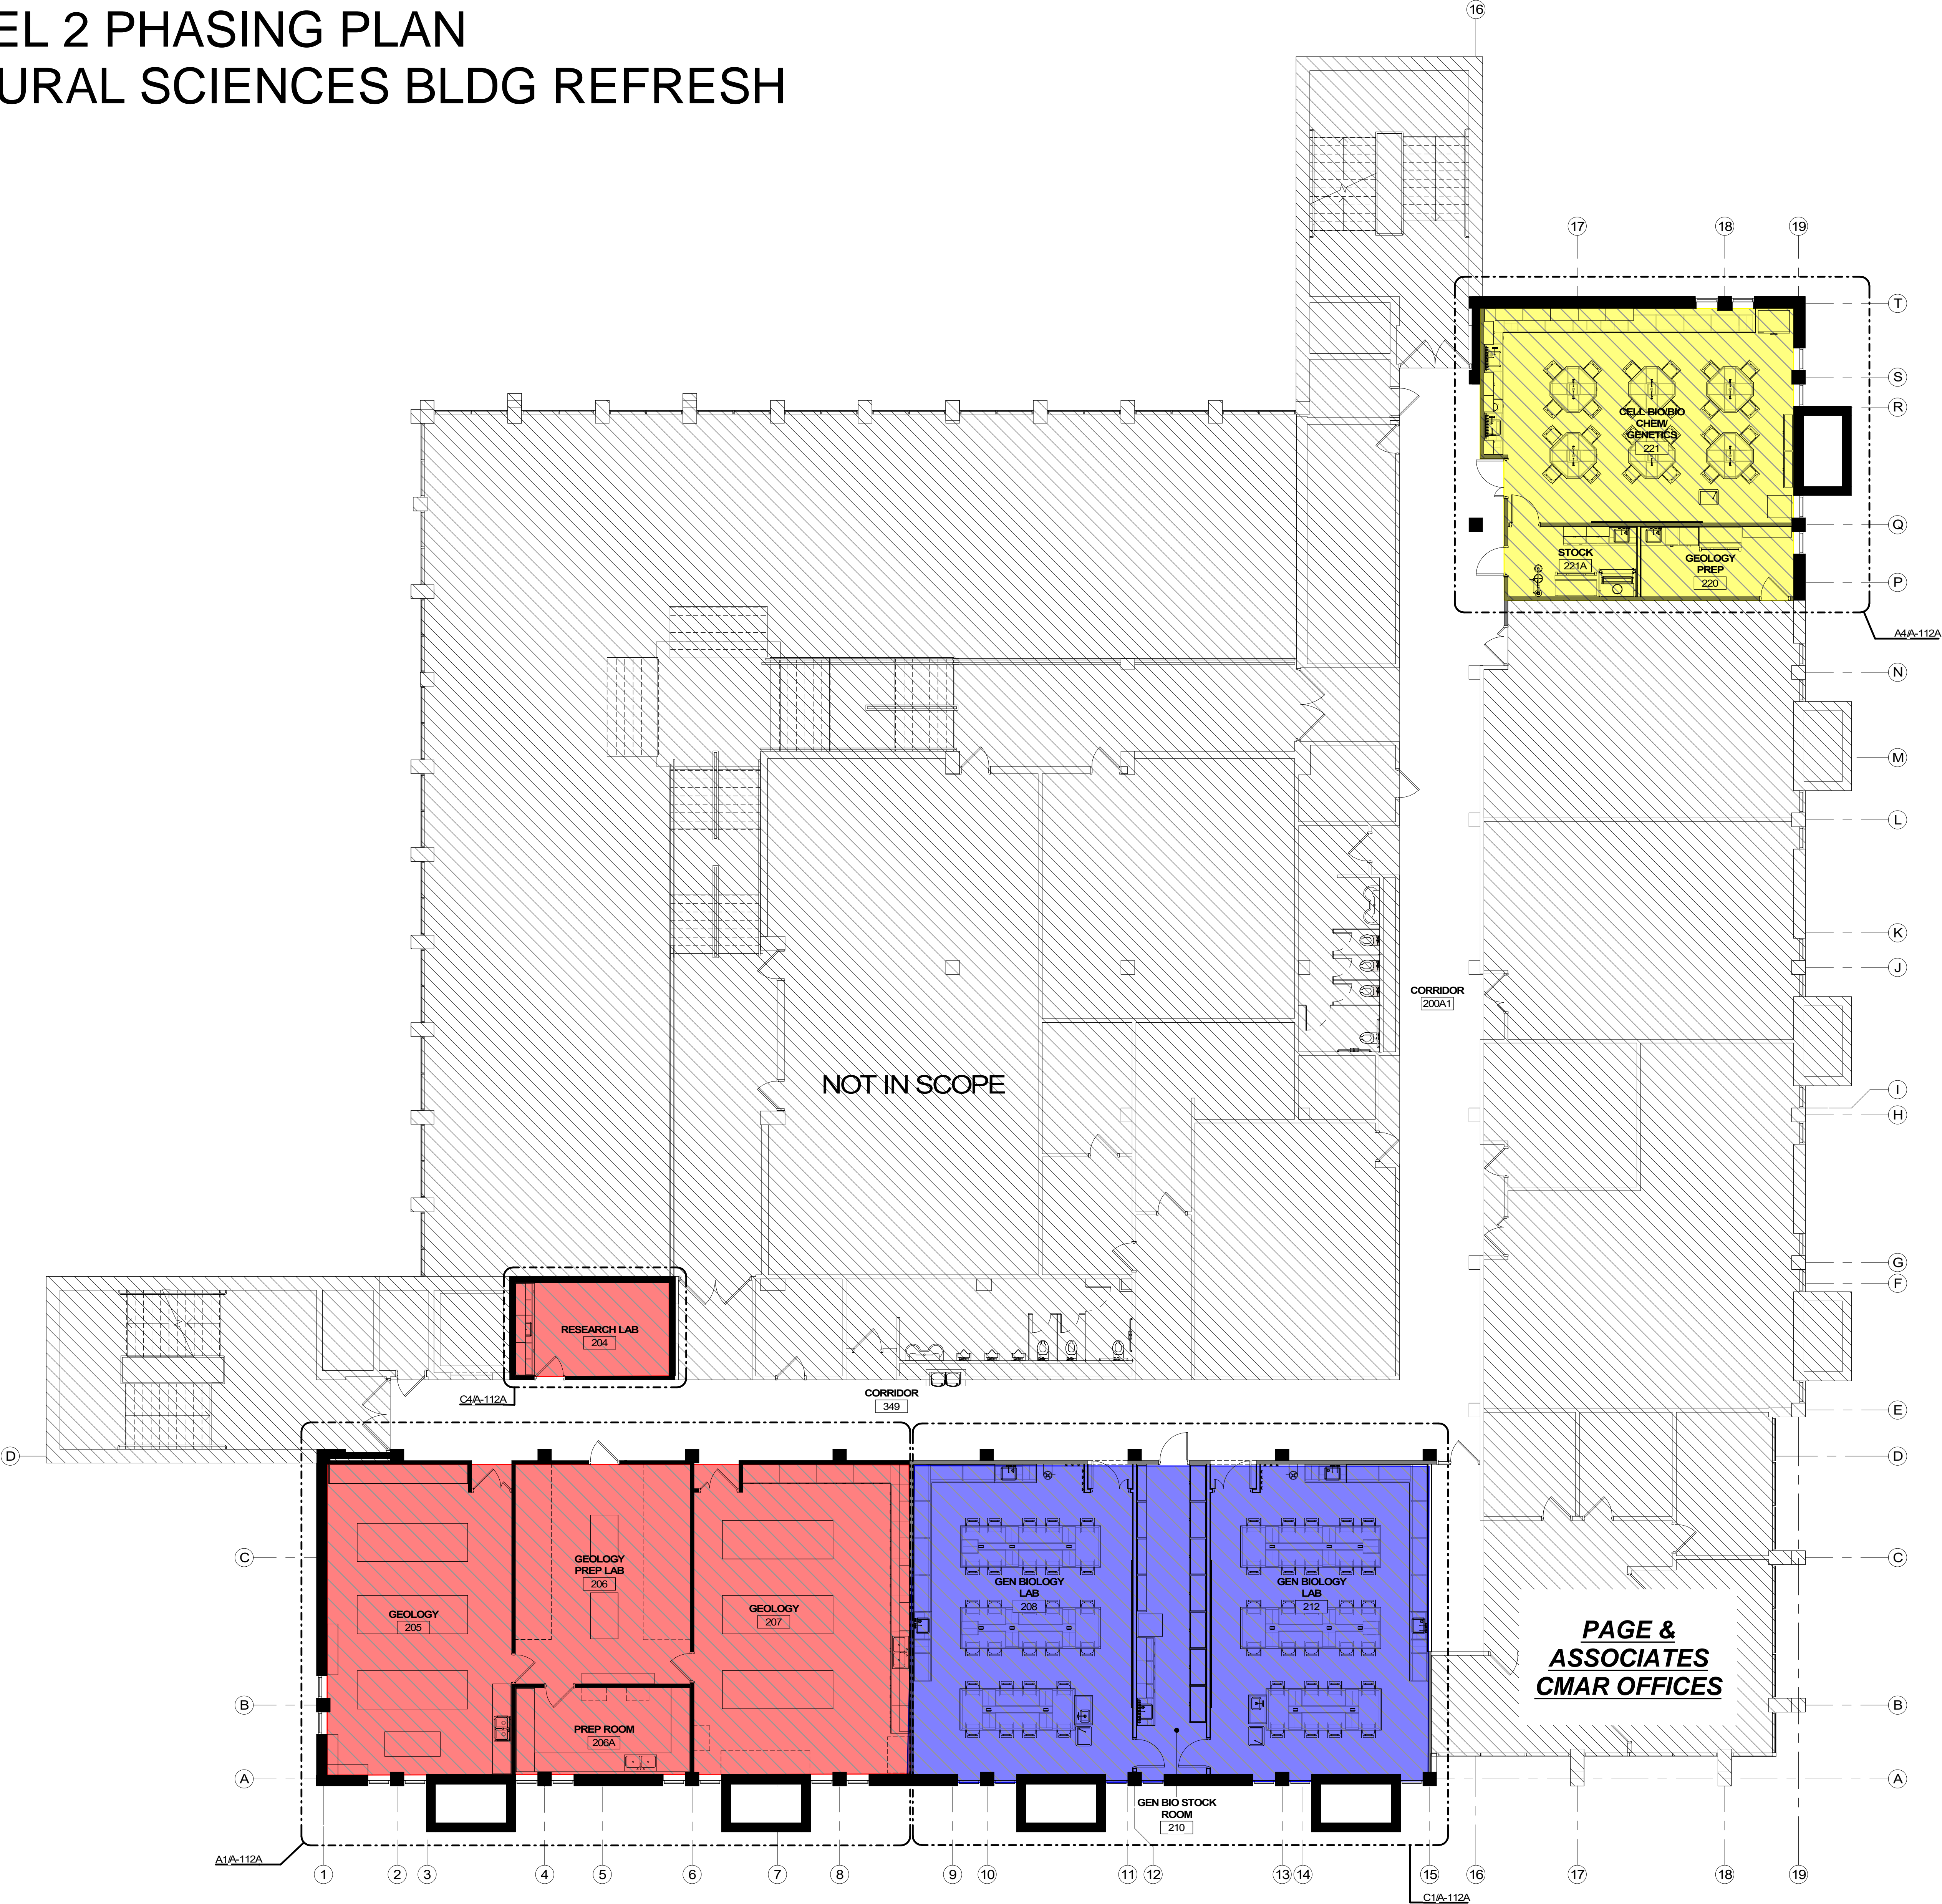 EL 2 PHASING PLAN
URAL SCIENCES BLDG REFRESH
16
17
18
19
T
S
R
CELL BIO/BIO
CHEM/
GENETICS
221
Q
STOCK
221A
GEOLOGY
PREP
220
P
A4/A-112A
N
M
L
K
J
CORRIDOR
200A1
NOT IN SCOPE
I
H
G
F
RESEARCH LAB
204
C4/A-112A
CORRIDOR
349
E
D
D
C
GEOLOGY
PREP LAB
206
GEN BIOLOGY
LAB
208
GEN BIOLOGY
LAB
212
C
GEOLOGY
205
GEOLOGY
207
PAGE &
ASSOCIATES
CMAR OFFICES
B
PREP ROOM
206A
B
A
A
GEN BIO STOCK
ROOM
210
A1/A-112A
1
2
3
4
5
6
7
8
9
10
11
12
13
14
15
16
17
18
19
C1/A-112A